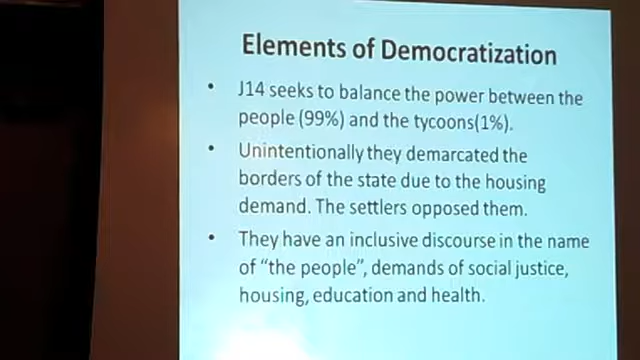 Elements of Democratization
• J14 seeks to balance the power between the
people (99%) and the tycoons(1%).
• Unintentionally they demarcated the
borders of the state due to the housing
demand. The settlers opposed them.
• They have an inclusive discourse in the name
of “the people”, demands of social justice,
housing, education and health.